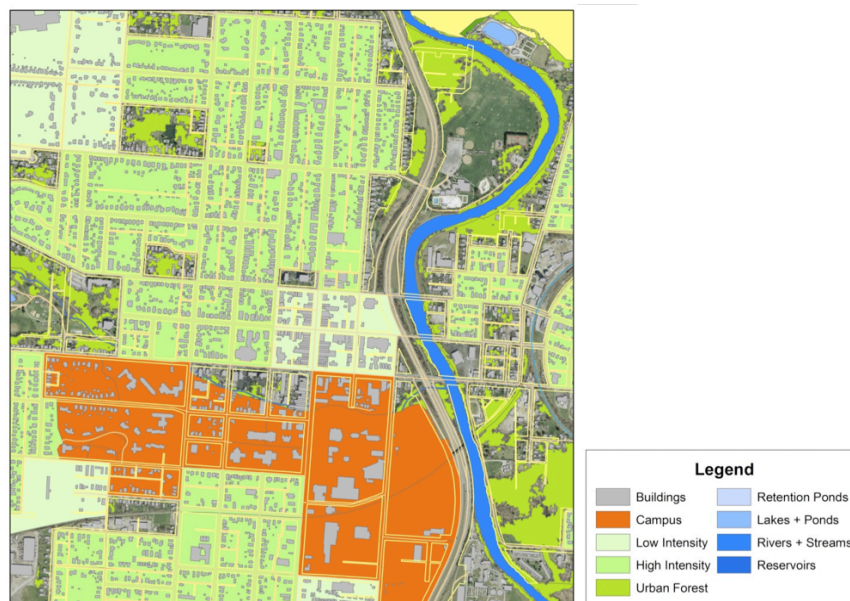 Legend
Buildings
Campus
Low Intensity
High Intensity
Urban Forest
Retention Ponds
Lakes + Ponds
Rivers + Streams
Reservoirs